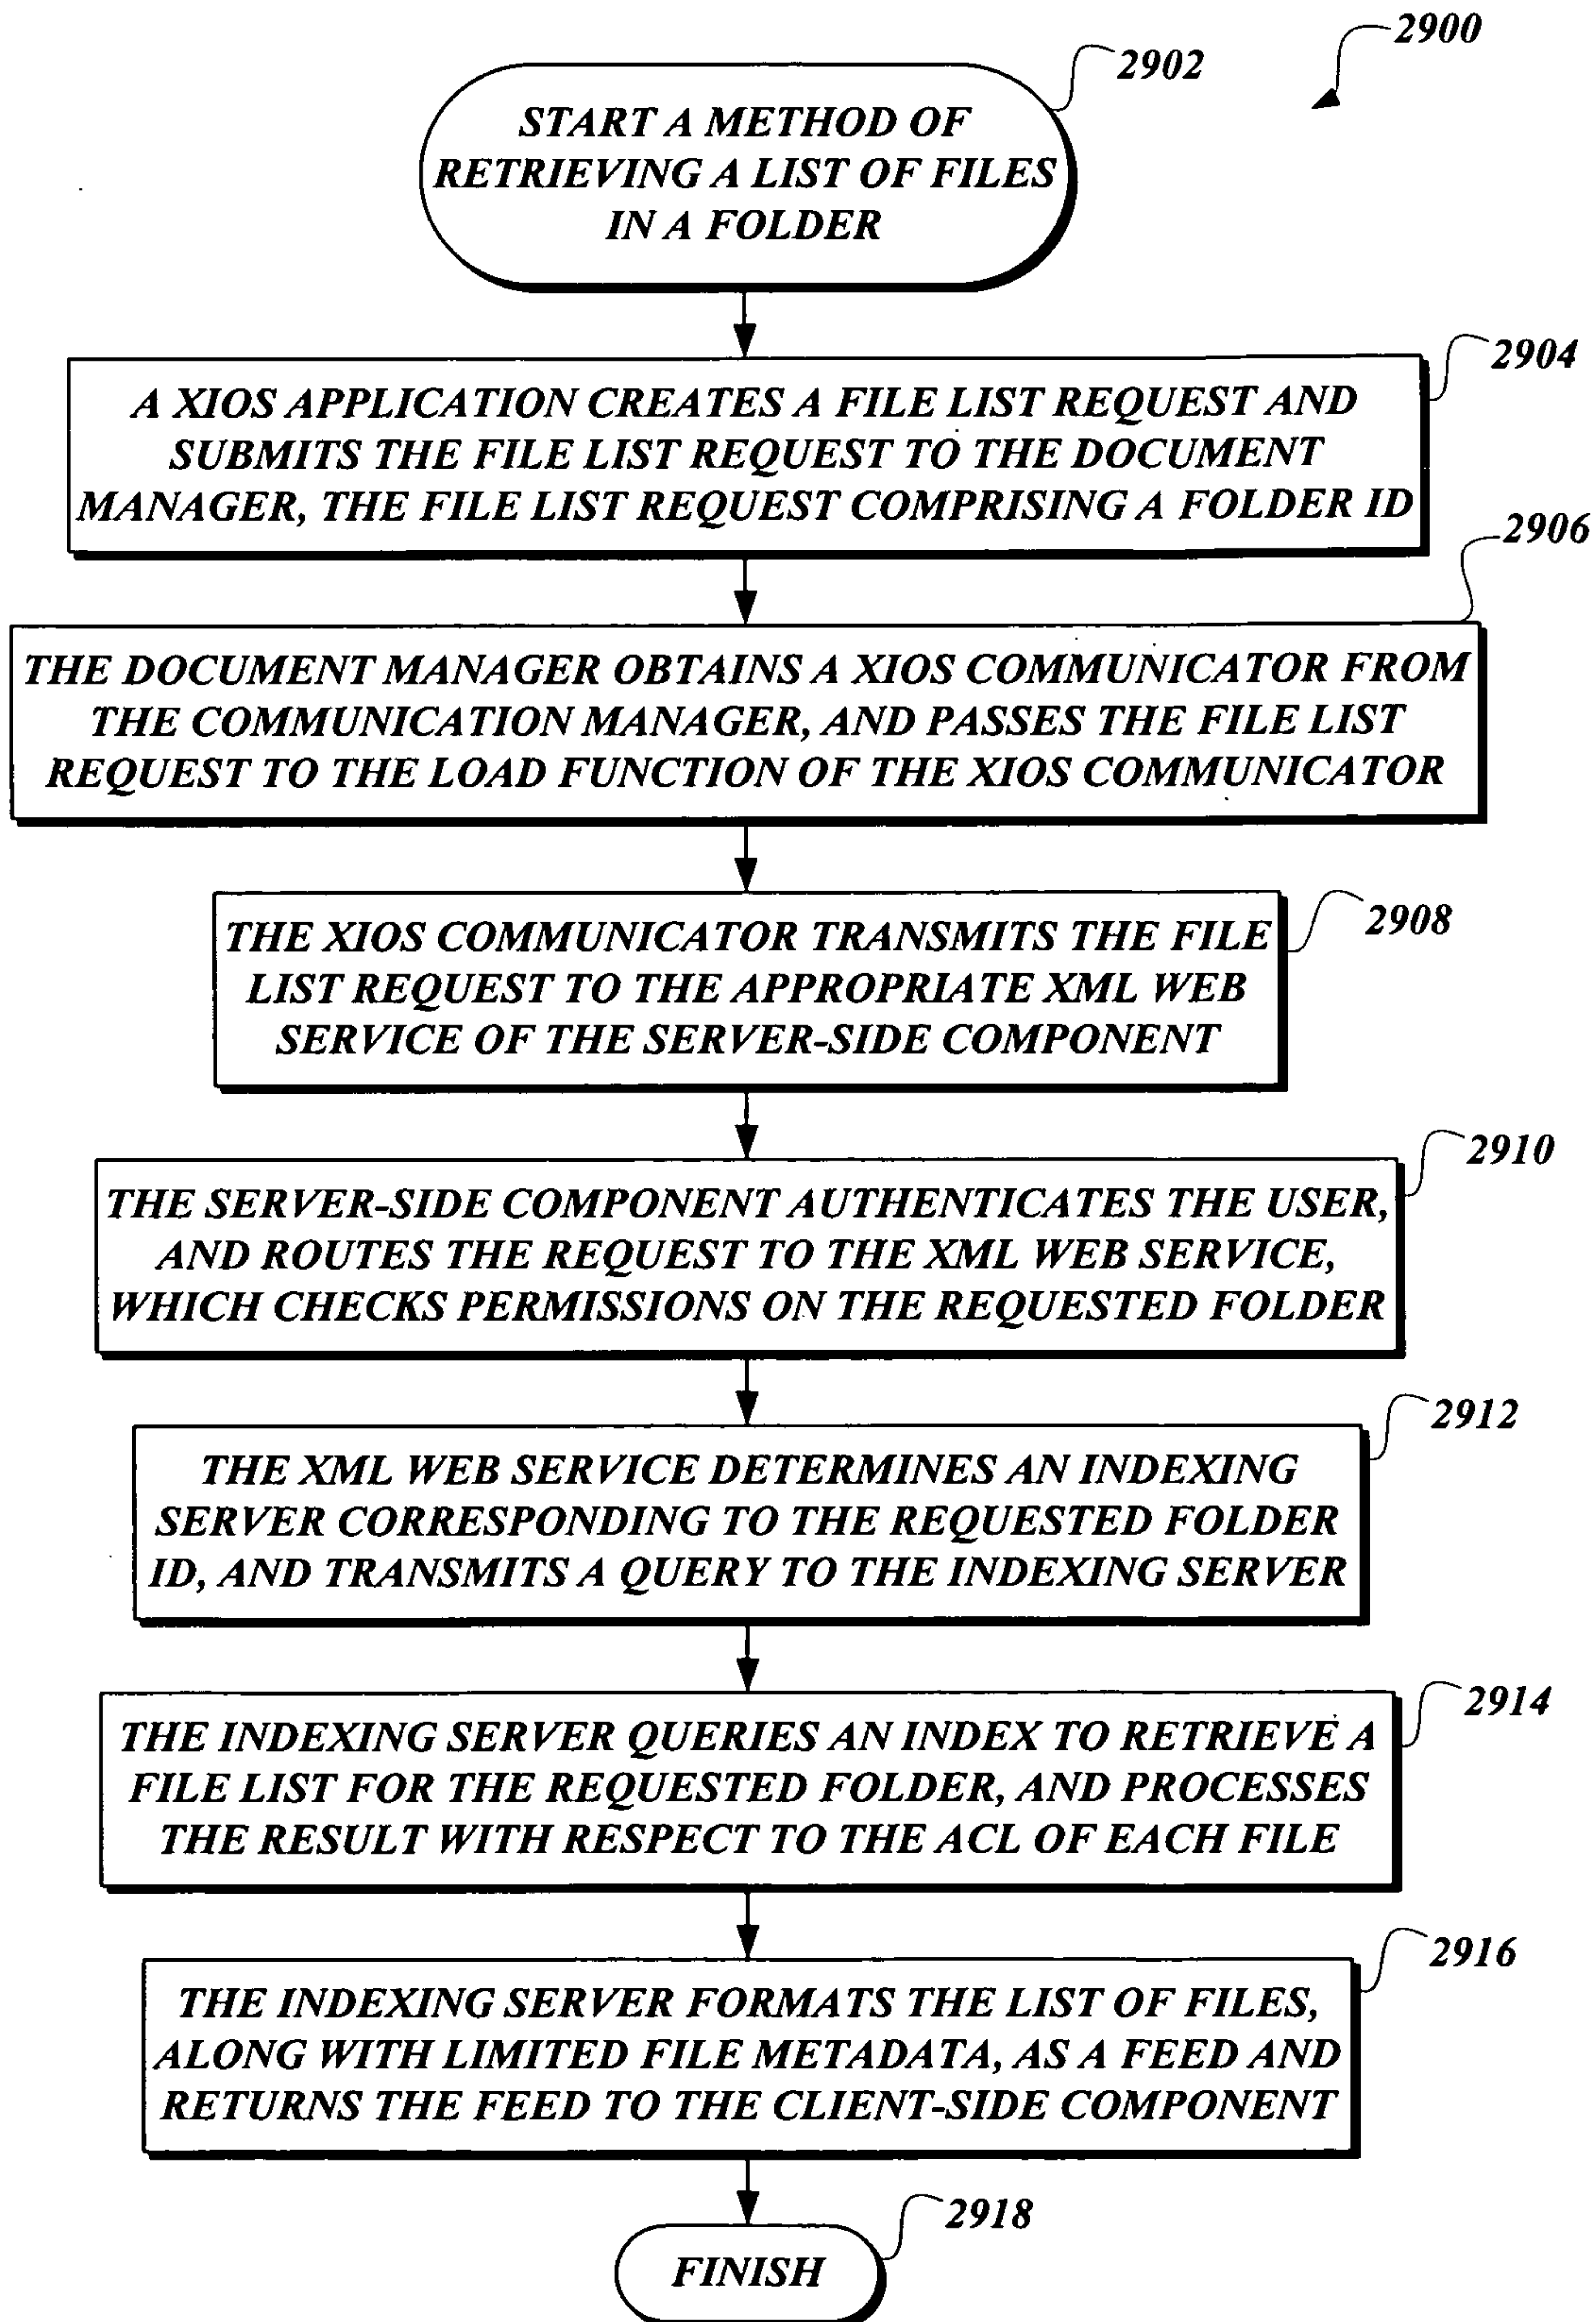 2900
2902
START A METHOD OF
RETRIEVING A LIST OF FILES
IN A FOLDER
2904
A XIOS APPLICATION CREATES A FILE LIST REQUEST AND
SUBMITS THE FILE LIST REQUEST TO THE DOCUMENT
MANAGER, THE FILE LIST REQUEST COMPRISING A FOLDER ID
2906
THE DOCUMENT MANAGER OBTAINS A XIOS COMMUNICATOR FROM
THE COMMUNICATION MANAGER, AND PASSES THE FILE LIST
REQUEST TO THE LOAD FUNCTION OF THE XIOS COMMUNICATOR
2908
THE XIOS COMMUNICATOR TRANSMITS THE FILE
LIST REQUEST TO THE APPROPRIATE XML WEB
SERVICE OF THE SERVER-SIDE COMPONENT
2910
THE SERVER-SIDE COMPONENT AUTHENTICATES THE USER,
AND ROUTES THE REQUEST TO THE XML WEB SERVICE,
WHICH CHECKS PERMISSIONS ON THE REQUESTED FOLDER
2912
THE XML WEB SERVICE DETERMINES AN INDEXING
SERVER CORRESPONDING TO THE REQUESTED FOLDER
ID, AND TRANSMITS A QUERY TO THE INDEXING SERVER
2914
THE INDEXING SERVER QUERIES AN INDEX TO RETRIEVE A
FILE LIST FOR THE REQUESTED FOLDER, AND PROCESSES
THE RESULT WITH RESPECT TO THE ACL OF EACH FILE
2916
THE INDEXING SERVER FORMATS THE LIST OF FILES,
ALONG WITH LIMITED FILE METADATA, AS A FEED AND
RETURNS THE FEED TO THE CLIENT-SIDE COMPONENT
2918
FINISH